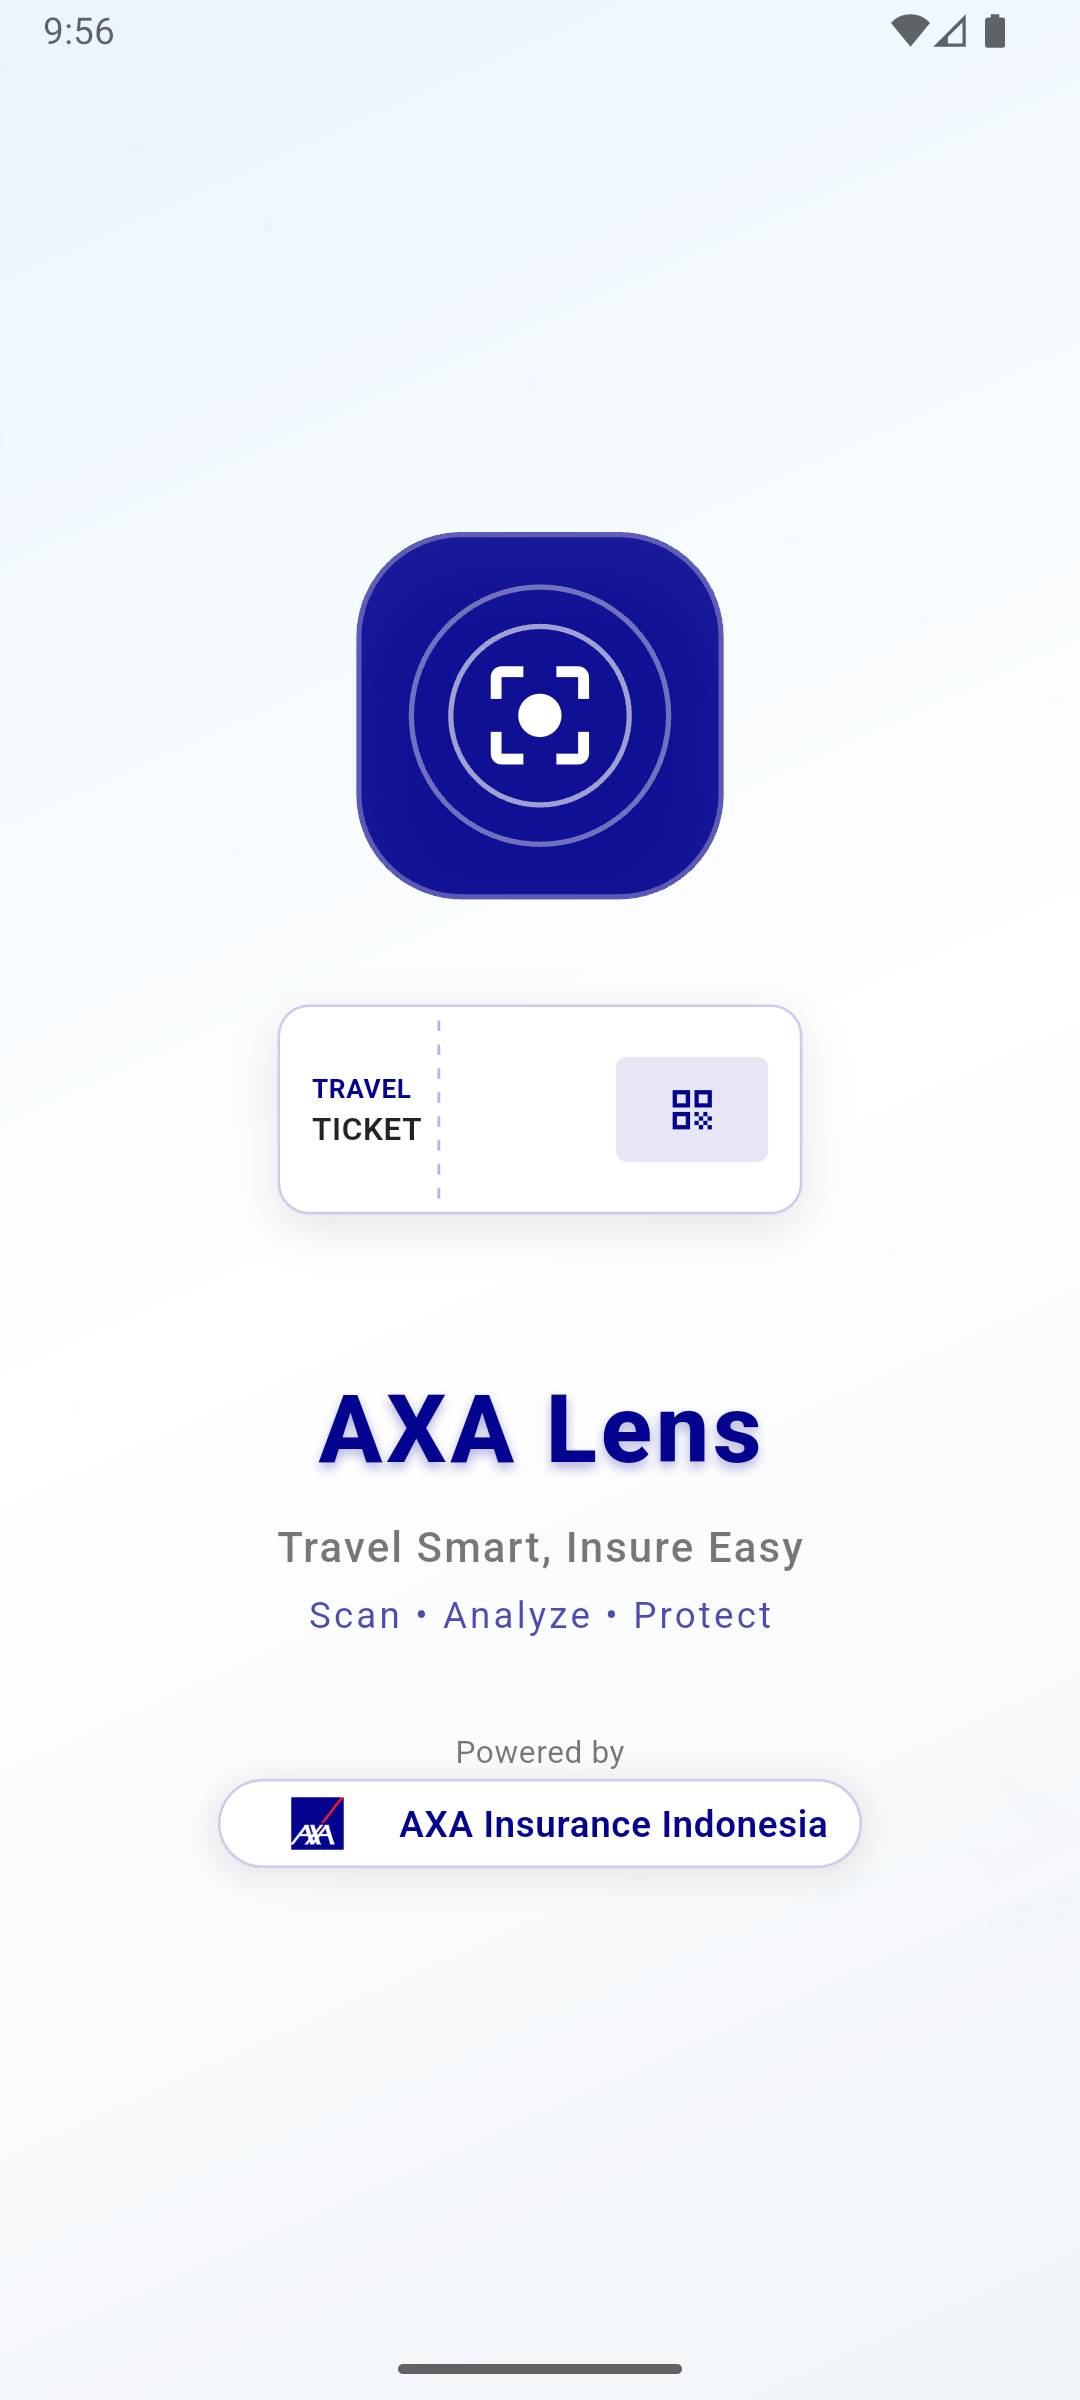 9:56
TRAVEL
TICKET
AXA Lens
Travel Smart, Insure Easy
Scan • Analyze • Protect
Powered by
AXA
AXA Insurance Indonesia